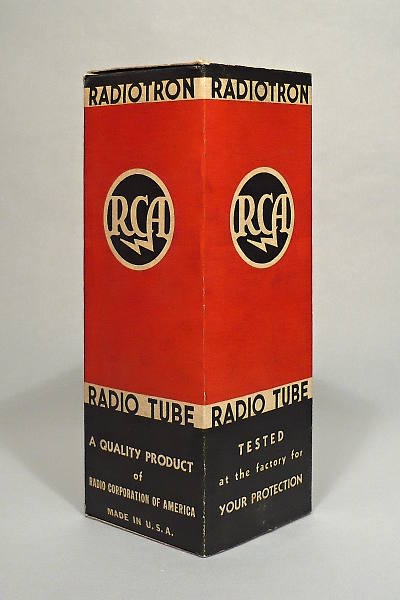 RADIOTRON
RCA
RADIO TUBE
A QUALITY PRODUCT
of
RADIO CORPORATION OF AMERICA
MADE IN U.S.A.
RADIOTRON
RCA
RADIO TUBE
TESTED
at the factory for
YOUR PROTECTION